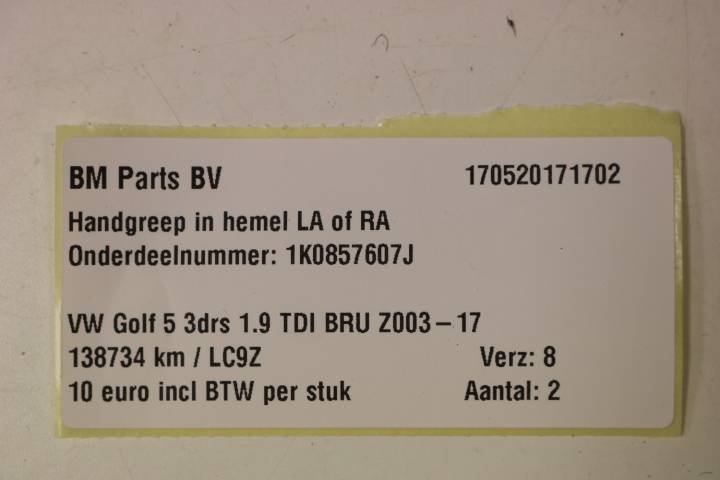 BM Parts BV 170520171702
Handgreep in hemel LA of RA
Onderdeelnummer: 1K0857607J
VW Golf 5 3drs 1.9 TDI BRU Z003-17
138734 km / LC9Z Verz: 8
10 euro incl BTW per stuk Aantal: 2